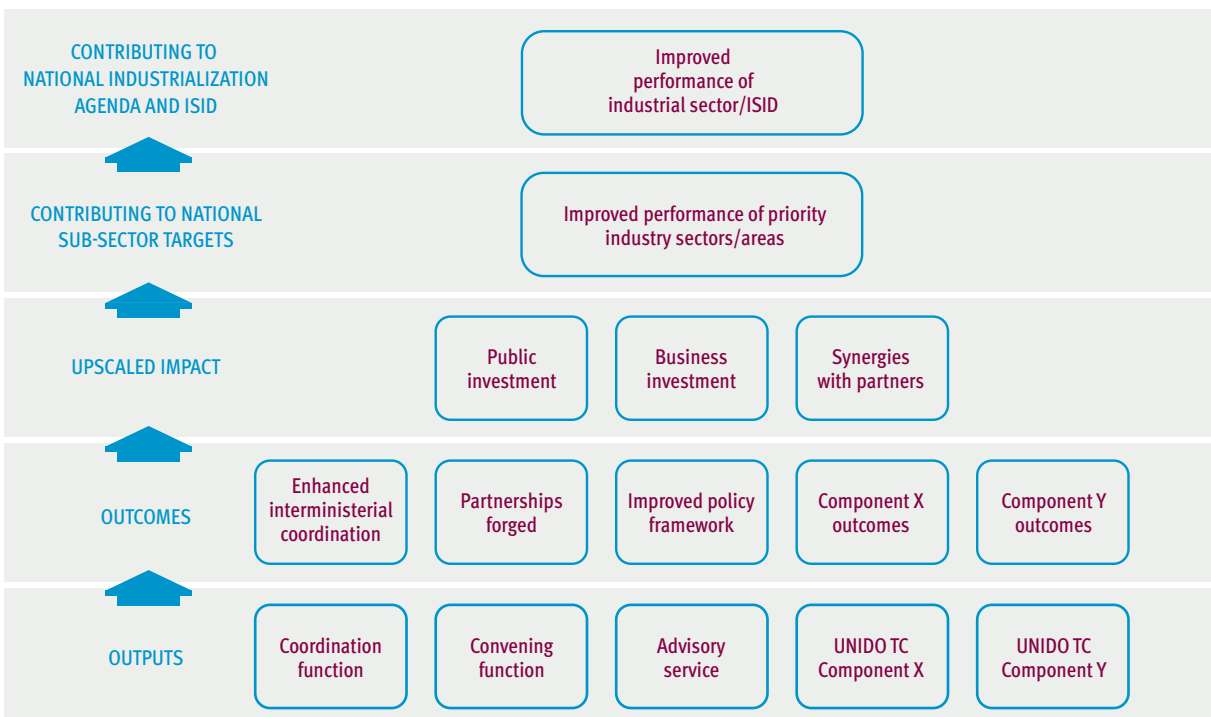 CONTRIBUTING TO
NATIONAL INDUSTRIALIZATION
AGENDA AND ISID
Improved
performance of
industrial sector/ISID
CONTRIBUTING TO NATIONAL
SUB-SECTOR TARGETS
Improved performance of priority
industry sectors/areas
UPSCALED IMPACT
Public
investment
Business
investment
Synergies
with partners
OUTCOMES
Enhanced
interministerial
coordination
Partnerships
forged
Improved policy
framework
Component X
outcomes
Component Y
outcomes
OUTPUTS
Coordination
function
Convening
function
Advisory
service
UNIDO TC
Component X
UNIDO TC
Component Y